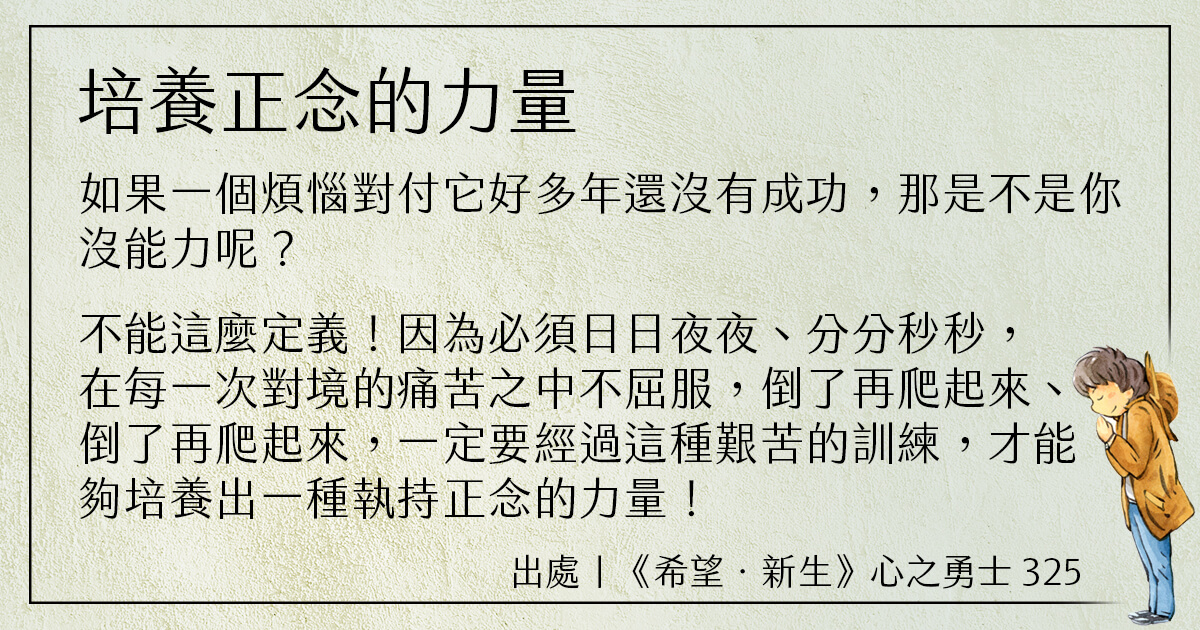 培養正念的力量
如果一個煩惱對付它好多年還沒有成功，那是不是你
沒能力呢？
不能這麼定義！因為必須日日夜夜、分分秒秒，
在每一次對境的痛苦之中不屈服，倒了再爬起來、
倒了再爬起來，一定要經過這種艱苦的訓練，才能
夠培養出一種執持正念的力量！
出處丨《希望．新生》心之勇士 325